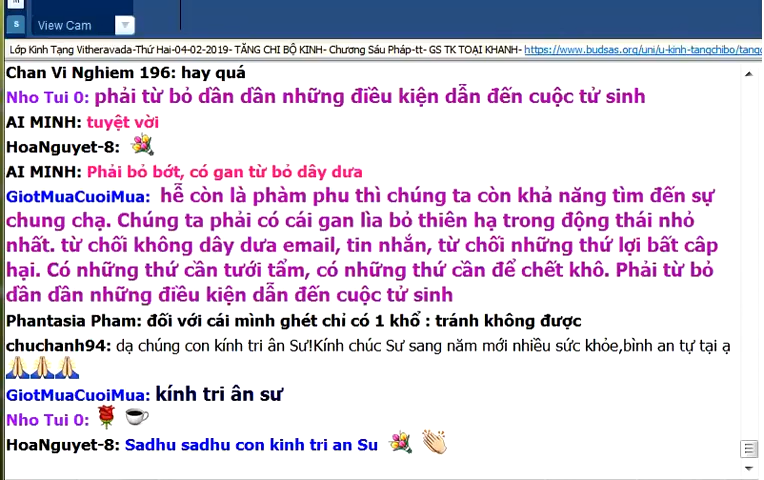 View Cam
Lớp Kinh Tạng Vitheravada-Thứ Hai-04-02-2019- TĂNG CHI BỘ KINH- Chương Sáu Pháp-tt- GS TK TOẠI KHANH- https://www.budsas.org/uni/u-kinh-tangchibo/tango
Chan Vi Nghiem 196: hay quá
Nho Tui 0: phải từ bỏ dần dần những điều kiện dẫn đến cuộc tử sinh
AI MINH: tuyệt vời
HoaNguyet-8:
AI MINH: Phải bỏ bớt, có gan từ bỏ dây dưa
GiotMuaCuoiMua: hễ còn là phàm phu thì chúng ta còn khả năng tìm đến sự
chung chạ. Chúng ta phải có cái gan lìa bỏ thiên hạ trong động thái nhỏ
nhất. từ chối không dây dưa email, tin nhắn, từ chối những thứ lợi bất câp
hại. Có những thứ cần tưới tẩm, có những thứ cần để chết khô. Phải từ bỏ
dần dần những điều kiện dẫn đến cuộc tử sinh
Phantasia Pham: đối với cái mình ghét chỉ có 1 khổ : tránh không được
chuchanh94: dạ chúng con kính tri ân Sư!Kính chúc Sư sang năm mới nhiều sức khỏe,bình an tự tại ạ
GiotMuaCuoiMua: kính tri ân sư
Nho Tui 0:
HoaNguyet-8: Sadhu sadhu con kinh tri an Su